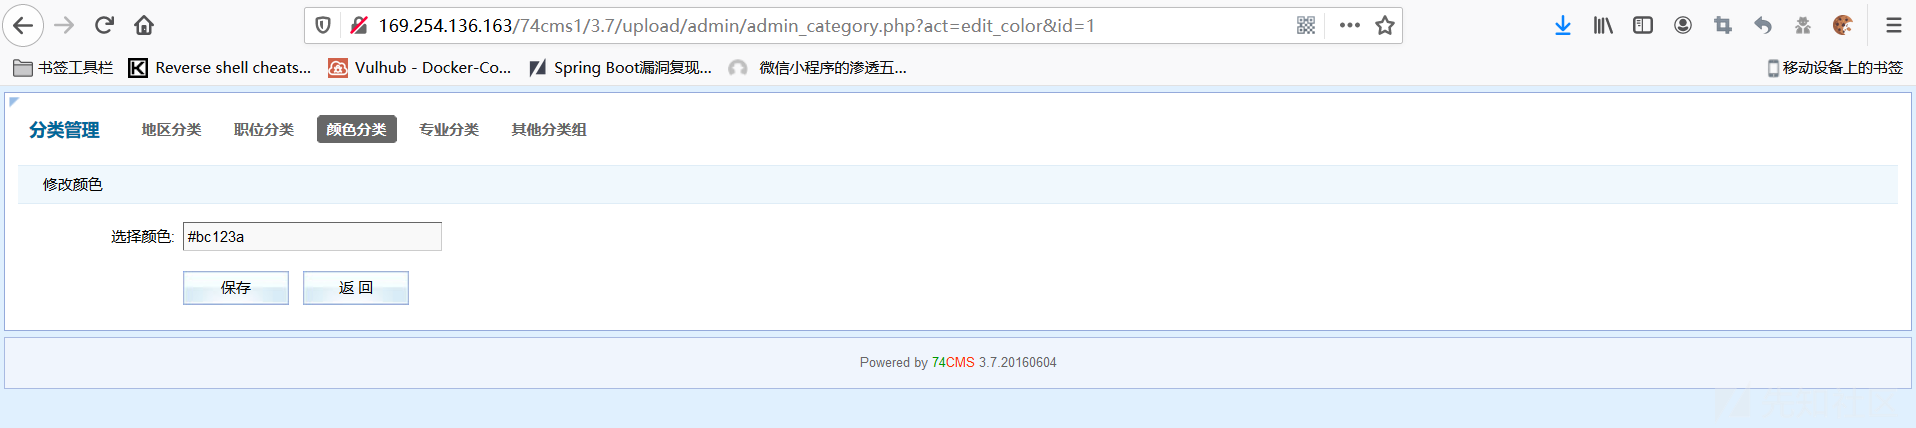 169.254.136.163/74cms1/3.7/upload/admin/admin_category.php?act=edit_color&id=1
书签工具栏 Reverse shell cheats... Vulhub - Docker-Co... Spring Boot漏洞复现... 微信小程序的渗透五... 移动设备上的书签
分类管理 地区分类 职位分类 颜色分类 专业分类 其他分类组
修改颜色
选择颜色: #bc123a
保存 返 回
Powered by 74CMS 3.7.20160604